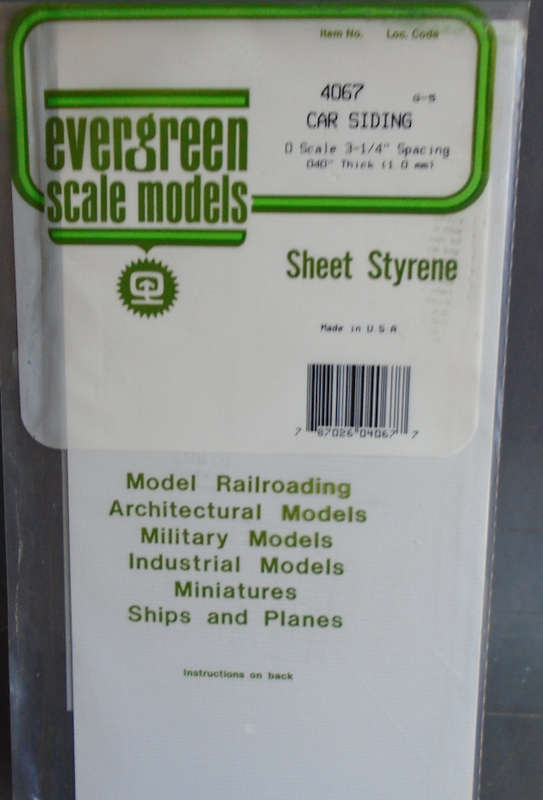 Item No. Loc. Code
4067 G-5
CAR SIDING
O Scale 3-1/4" Spacing
.040" Thick (1.0 mm)
evergreen
scale models
Sheet Styrene
Made in U.S.A.
7 87026 04067 7
Model Railroading
Architectural Models
Military Models
Industrial Models
Miniatures
Ships and Planes
Instructions on back